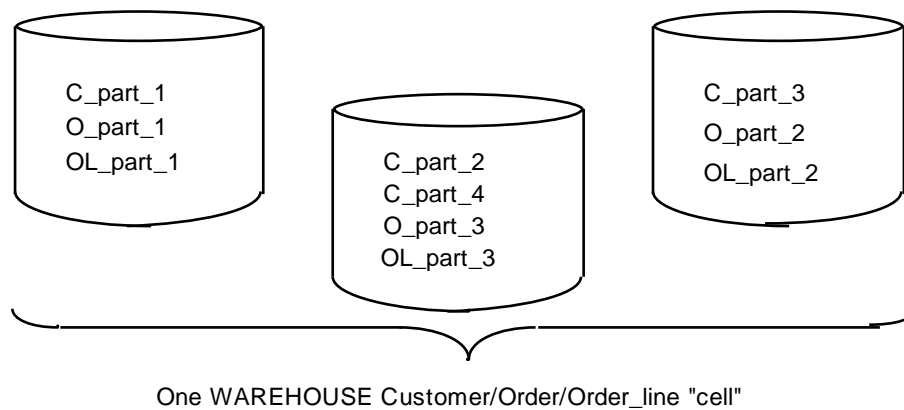 C_part_1
O_part_1
OL_part_1
C_part_2
C_part_4
O_part_3
OL_part_3
C_part_3
O_part_2
OL_part_2
One WAREHOUSE Customer/Order/Order_line "cell"